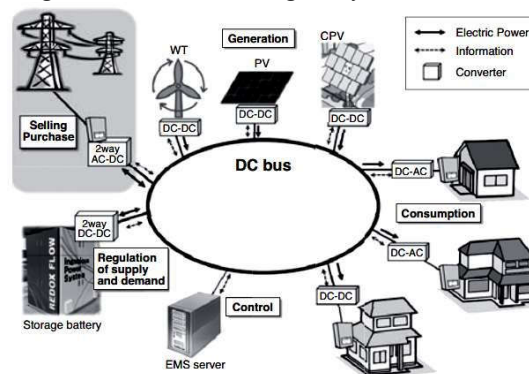 Generation
WT
PV
CPV
Electric Power
Information
Converter
DC-DC
DC-DC
DC-DC
Selling
Purchase
2way
AC-DC
DC bus
DC-AC
Consumption
2way
DC-DC
Regulation
of supply
and demand
DC-AC
REDOX FLOW
Power
System
Storage battery
Control
DC-DC
EMS server